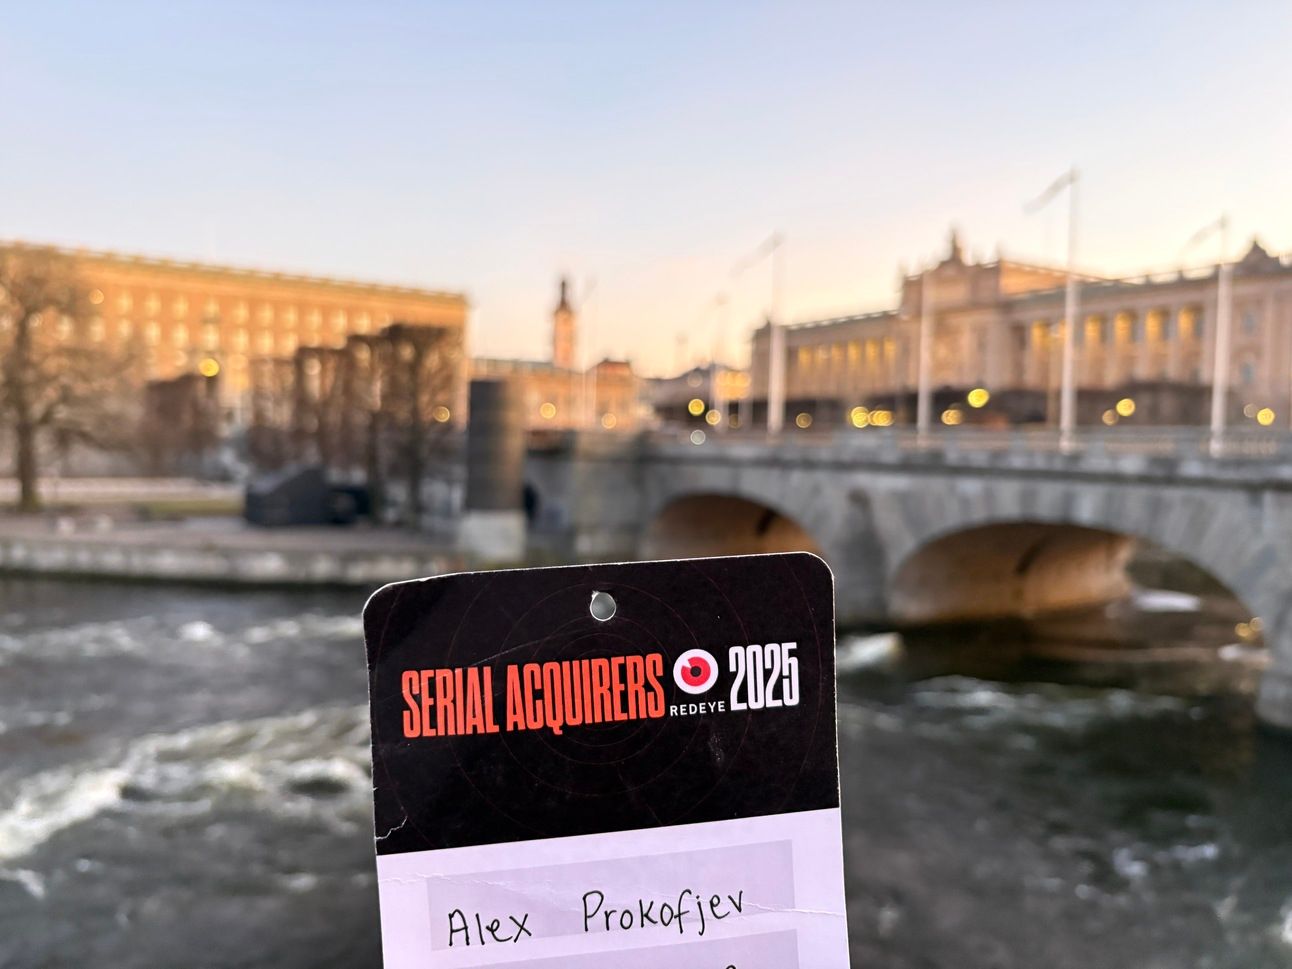 SERIAL ACQUIRERS REDEYE 2025
Alex Prokofjev